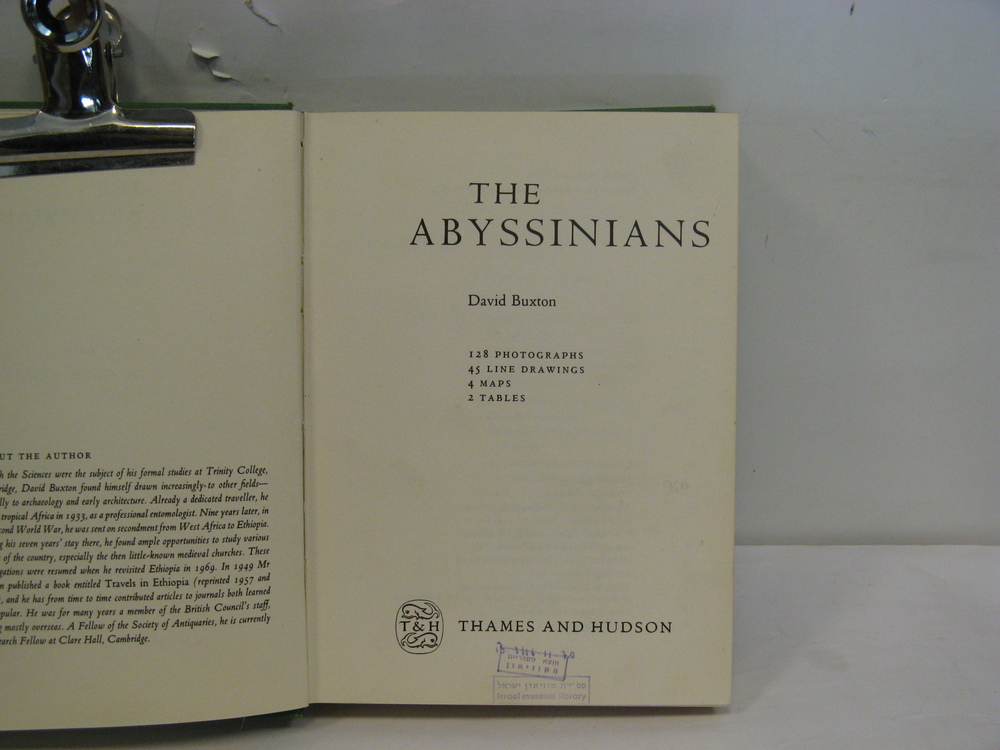 UT THE AUTHOR
h the Sciences were the subject of his formal studies at Trinity College,
ridge, David Buxton found himself drawn increasingly to other fields—
lly to archaeology and early architecture. Already a dedicated traveller, he
tropical Africa in 1933, as a professional entomologist. Nine years later, in
ond World War, he was sent on secondment from West Africa to Ethiopia.
g his seven years' stay there, he found ample opportunities to study various
of the country, especially the then little-known medieval churches. These
gations were resumed when he revisited Ethiopia in 1969. In 1949 Mr
n published a book entitled Travels in Ethiopia (reprinted 1957 and
, and he has from time to time contributed articles to journals both learned
pular. He was for many years a member of the British Council's staff,
g mostly overseas. A Fellow of the Society of Antiquaries, he is currently
earch Fellow at Clare Hall, Cambridge.
THE
ABYSSINIANS
David Buxton
128 PHOTOGRAPHS
45 LINE DRAWINGS
4 MAPS
2 TABLES
T & H
THAMES AND HUDSON
מוזיאון ישראל
Israel museum library